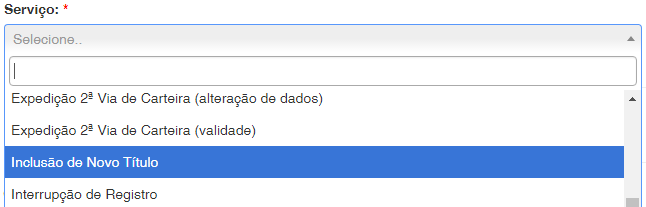 Serviço: *
Selecione..
Expedição 2ª Via de Carteira (alteração de dados)
Expedição 2ª Via de Carteira (validade)
Inclusão de Novo Título
Interrupção de Registro